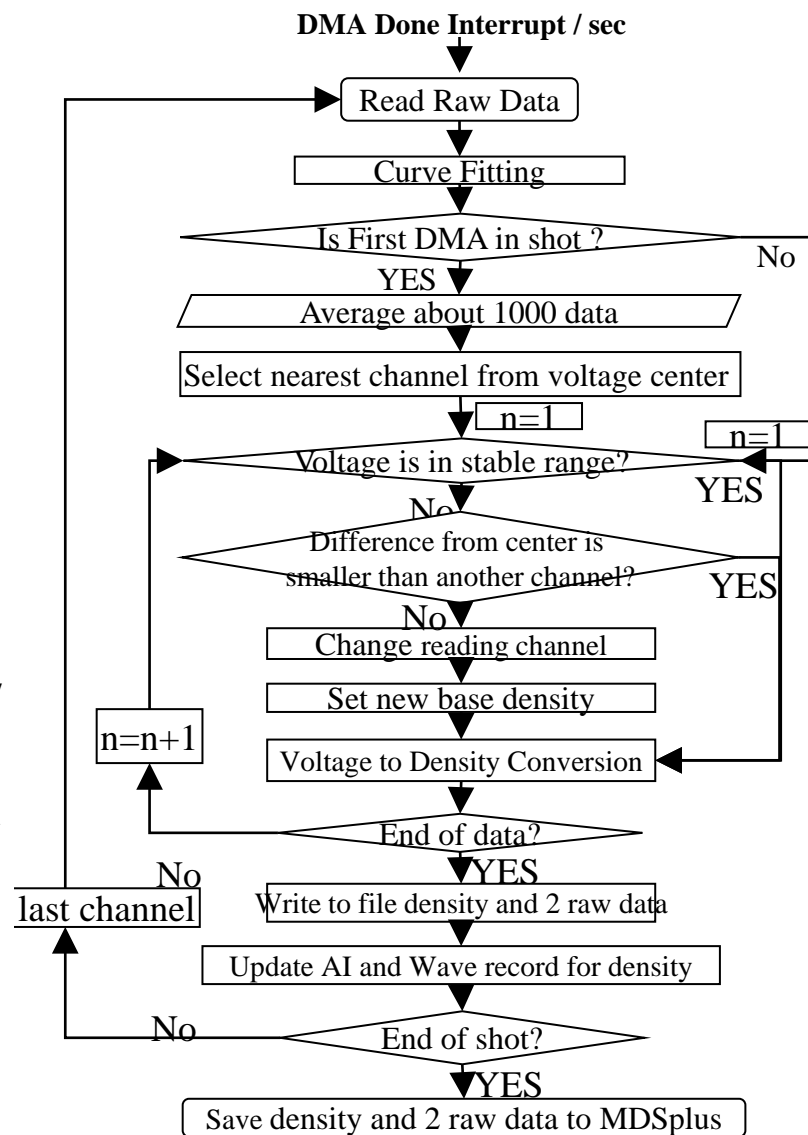 DMA Done Interrupt / sec
Read Raw Data
Curve Fitting
Is First DMA in shot ?
No
YES
Average about 1000 data
Select nearest channel from voltage center
n=1
n=1
Voltage is in stable range?
YES
No
Difference from center is
smaller than another channel?
YES
No
Change reading channel
Set new base density
n=n+1
Voltage to Density Conversion
End of data?
No
YES
last channel
Write to file density and 2 raw data
Update AI and Wave record for density
No
End of shot?
YES
Save density and 2 raw data to MDSplus